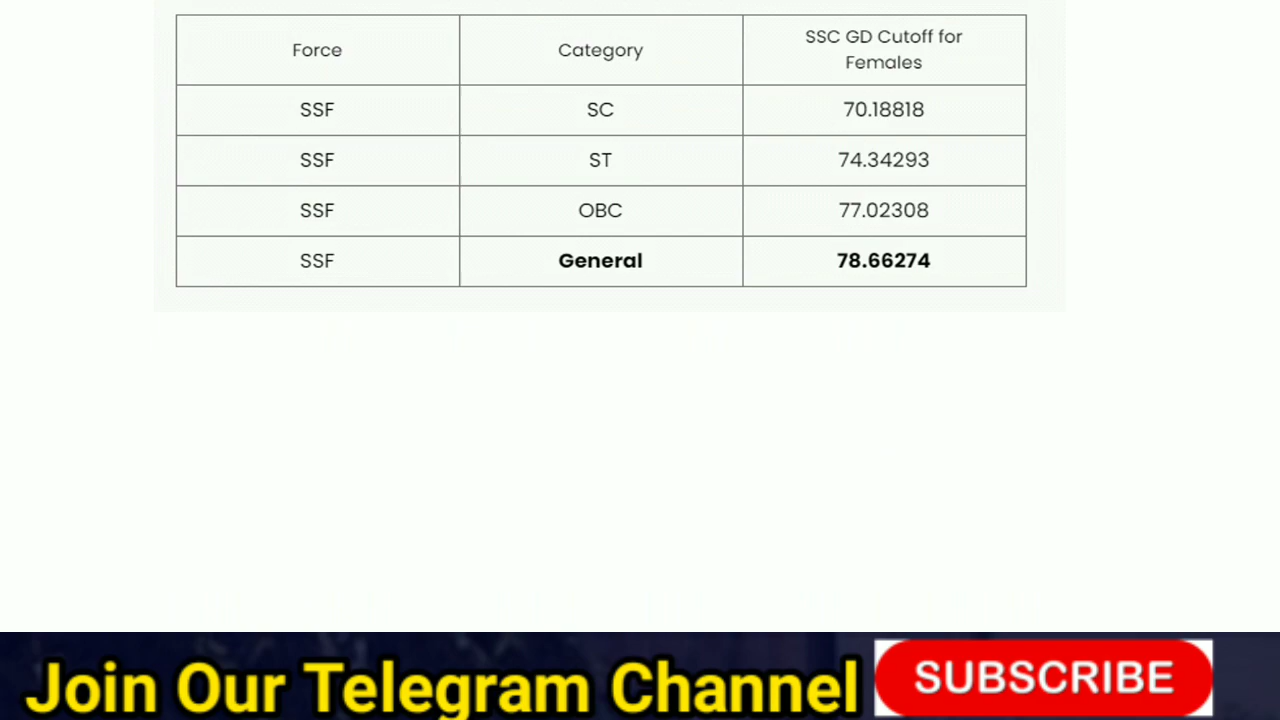 Force Category SSC GD Cutoff for Females
SSF SC 70.18818
SSF ST 74.34293
SSF OBC 77.02308
SSF General 78.66274
Join Our Telegram Channel SUBSCRIBE